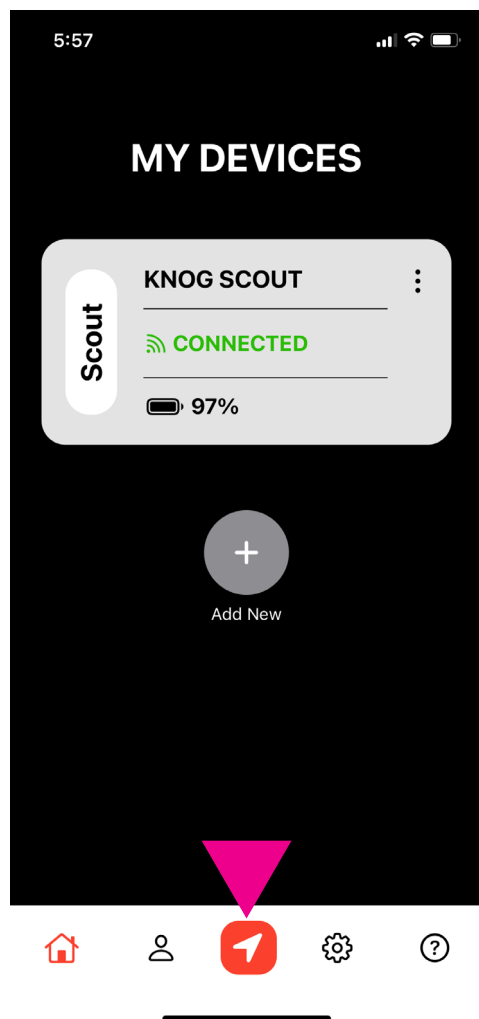 5:57
MY DEVICES
Scout
KNOG SCOUT
CONNECTED
97%
Add New
?